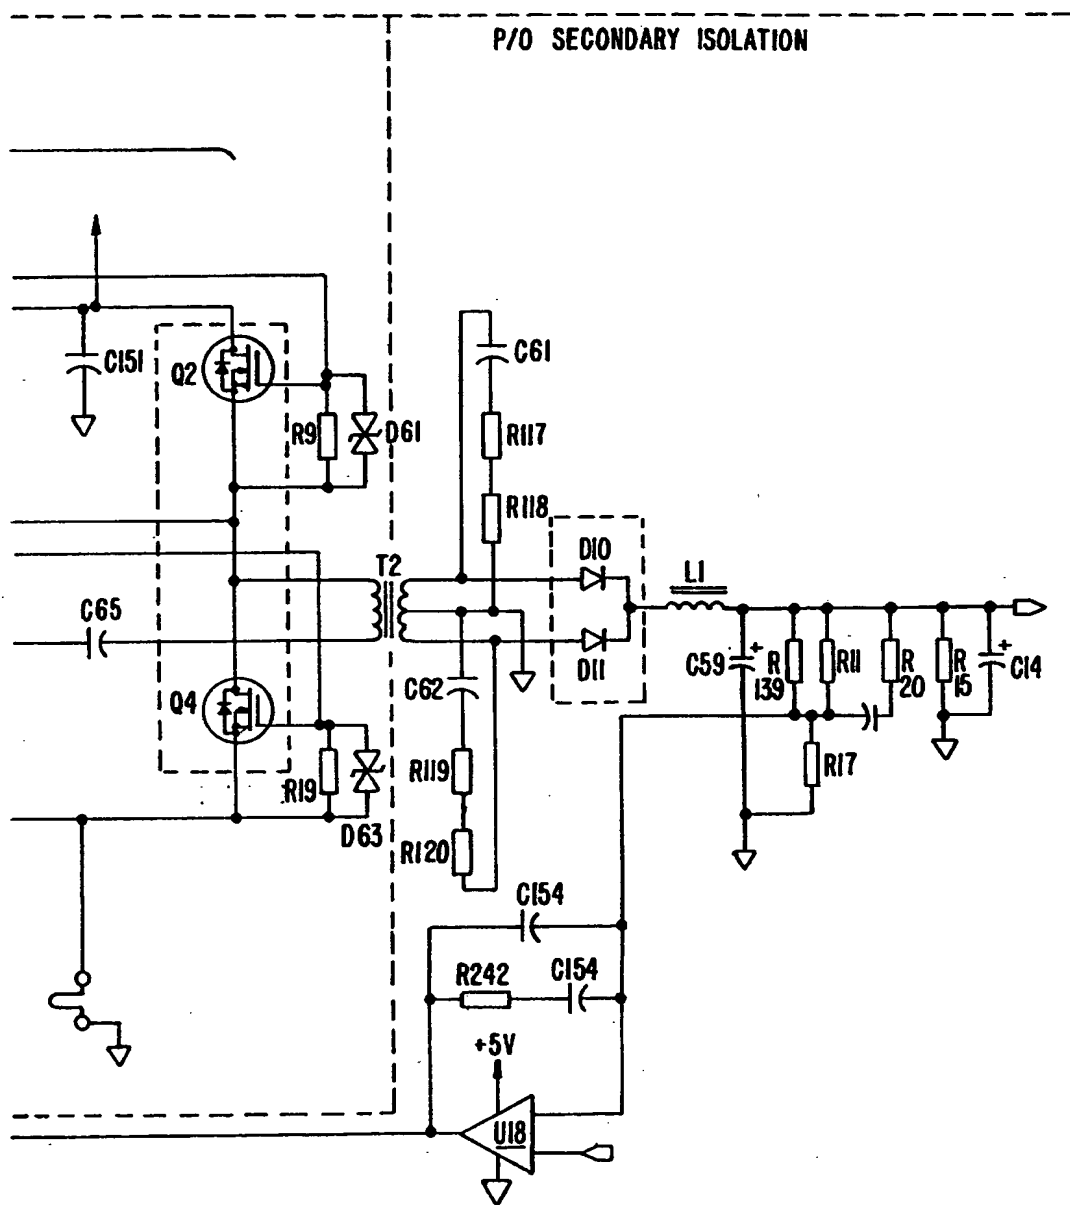 P/O SECONDARY ISOLATION
C151
Q2
R9
D61
C61
R117
R118
D10
T2
L1
C65
D11
C62
C59
R
139
R11
R
20
R
15
C14
Q4
R19
D63
R119
R120
R17
C154
R242
C154
+5V
U18